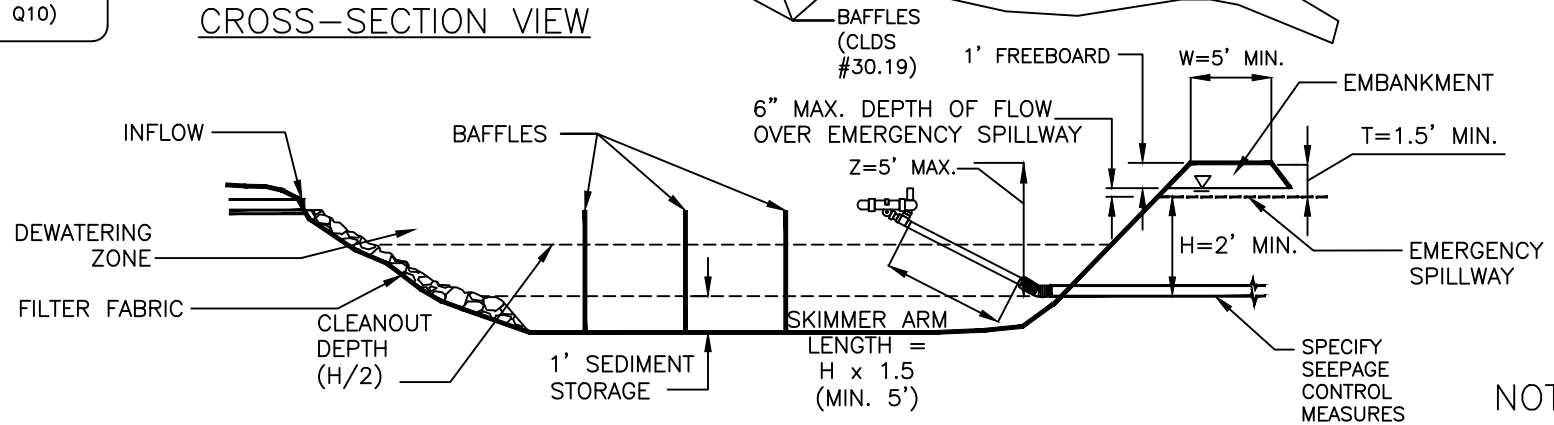 Q10)
CROSS-SECTION VIEW
BAFFLES
(CLDS
#30.19)
1' FREEBOARD
W=5' MIN.
EMBANKMENT
6" MAX. DEPTH OF FLOW
OVER EMERGENCY SPILLWAY
T=1.5' MIN.
INFLOW
BAFFLES
Z=5' MAX.
DEWATERING
ZONE
H=2' MIN.
EMERGENCY
SPILLWAY
FILTER FABRIC
CLEANOUT
DEPTH
(H/2)
1' SEDIMENT
STORAGE
SKIMMER ARM
LENGTH =
H x 1.5
(MIN. 5')
SPECIFY
SEEPAGE
CONTROL
MEASURES
NOT